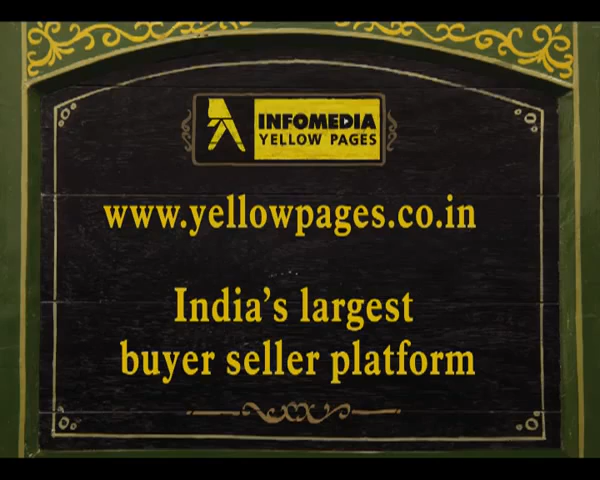 INFOMEDIA
YELLOW PAGES
www.yellowpages.co.in
India's largest
buyer seller platform